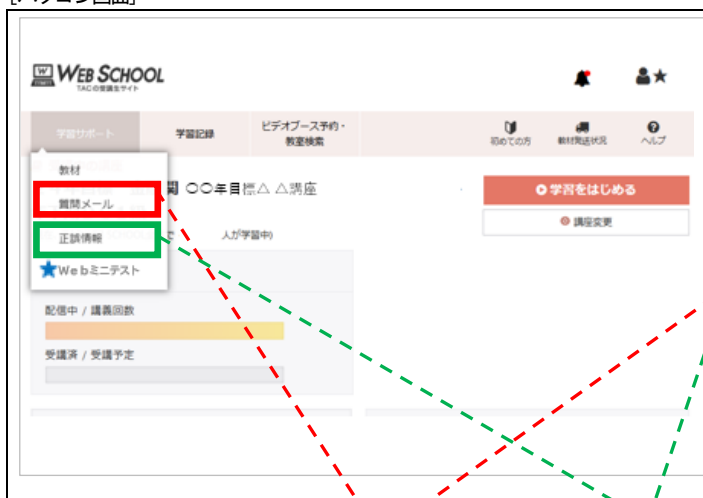 [パソコン画面]
WEB SCHOOL
TACの受講生サイト
学習サポート
学習記録
ビデオブース予約・
教室検索
初めての方
教材発送状況
ヘルプ
教材
質問メール
正誤情報
★Webミニテスト
関 〇〇年目標△ △講座
で 人が学習中)
学習をはじめる
講座変更
配信中 / 講義回数
受講済 / 受講予定